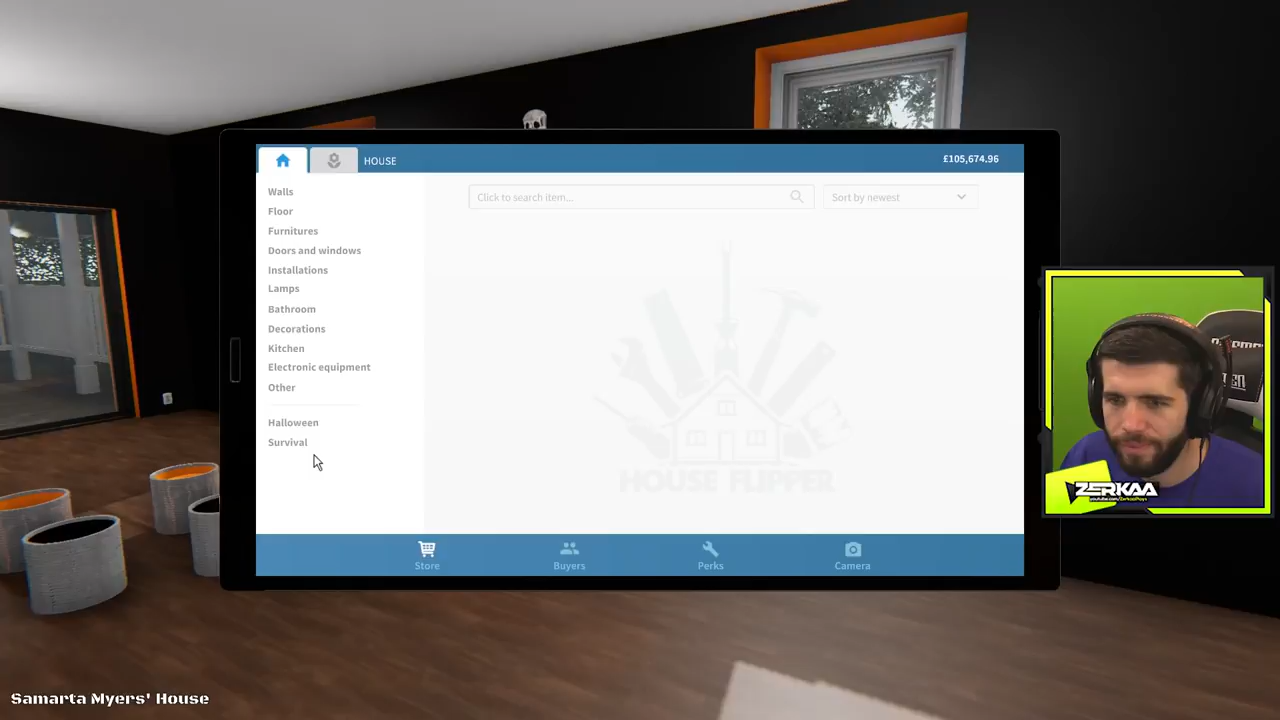 HOUSE
£105,674.96
Walls
Floor
Furnitures
Doors and windows
Installations
Lamps
Bathroom
Decorations
Kitchen
Electronic equipment
Other
Halloween
Survival
Click to search item...
Sort by newest
HOUSE FLIPPER
Store
Buyers
Perks
Camera
ZERKAA
Samarta Myers' House